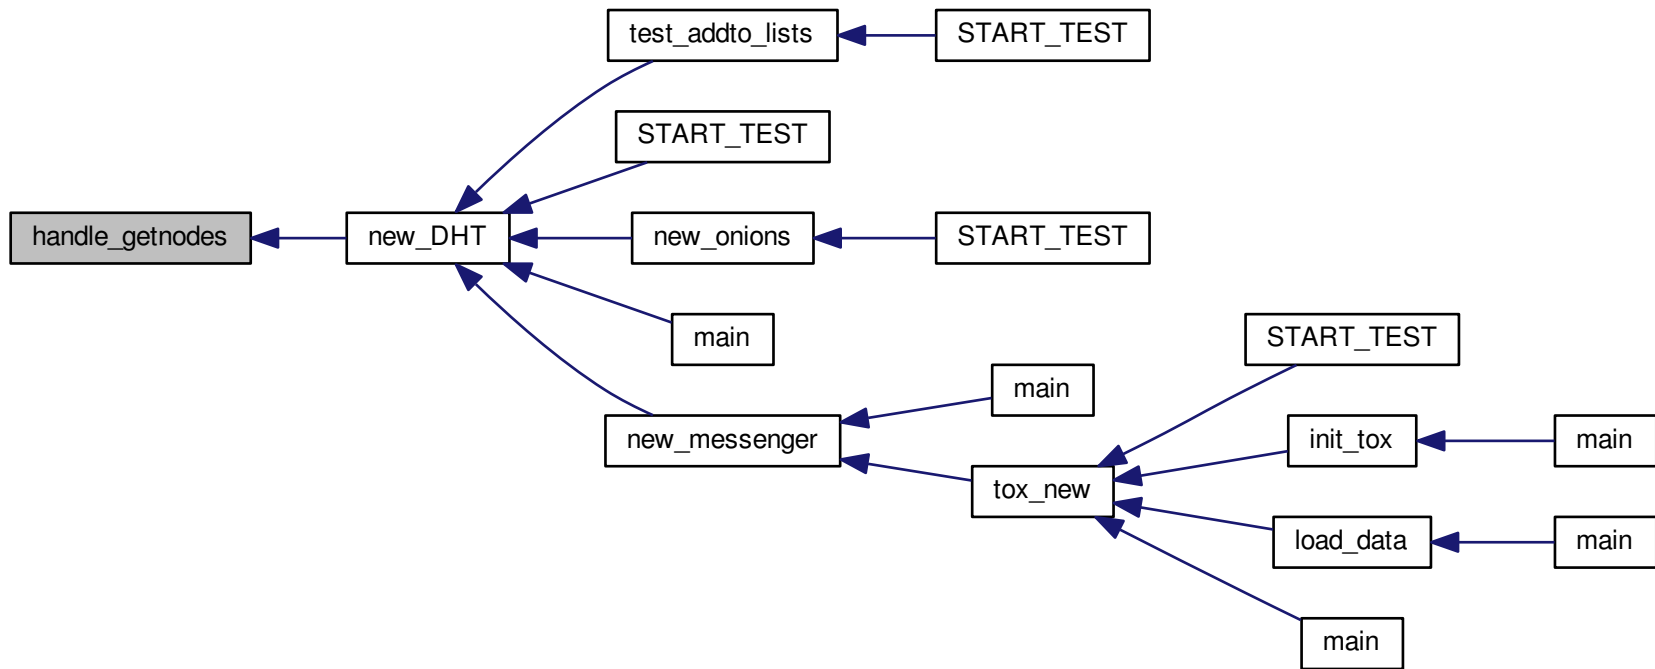 test_addto_lists
START_TEST
START_TEST
handle_getnodes
new_DHT
new_onions
START_TEST
main
START_TEST
main
new_messenger
init_tox
main
tox_new
load_data
main
main